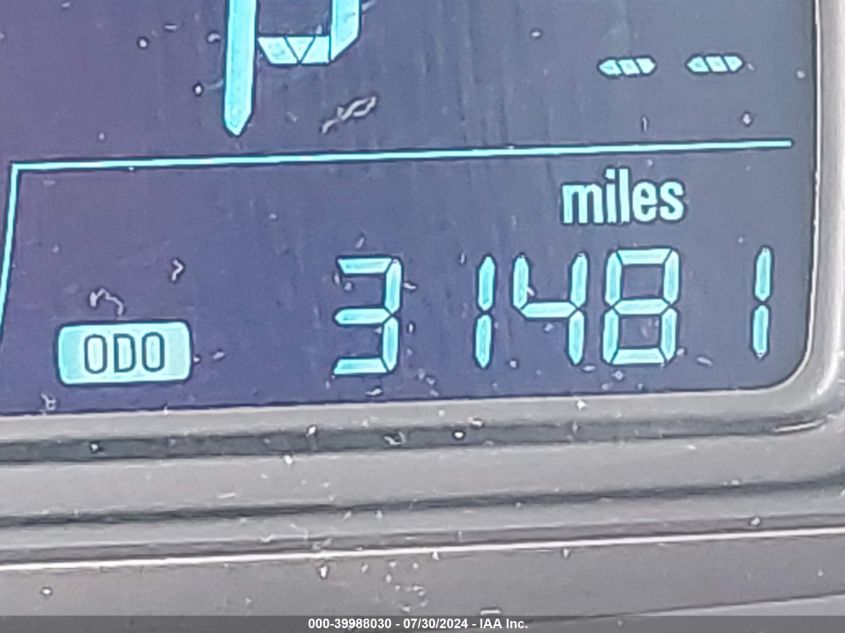 P -- 
miles
ODO 31481
000-39988030 - 07/30/2024 - IAA Inc.